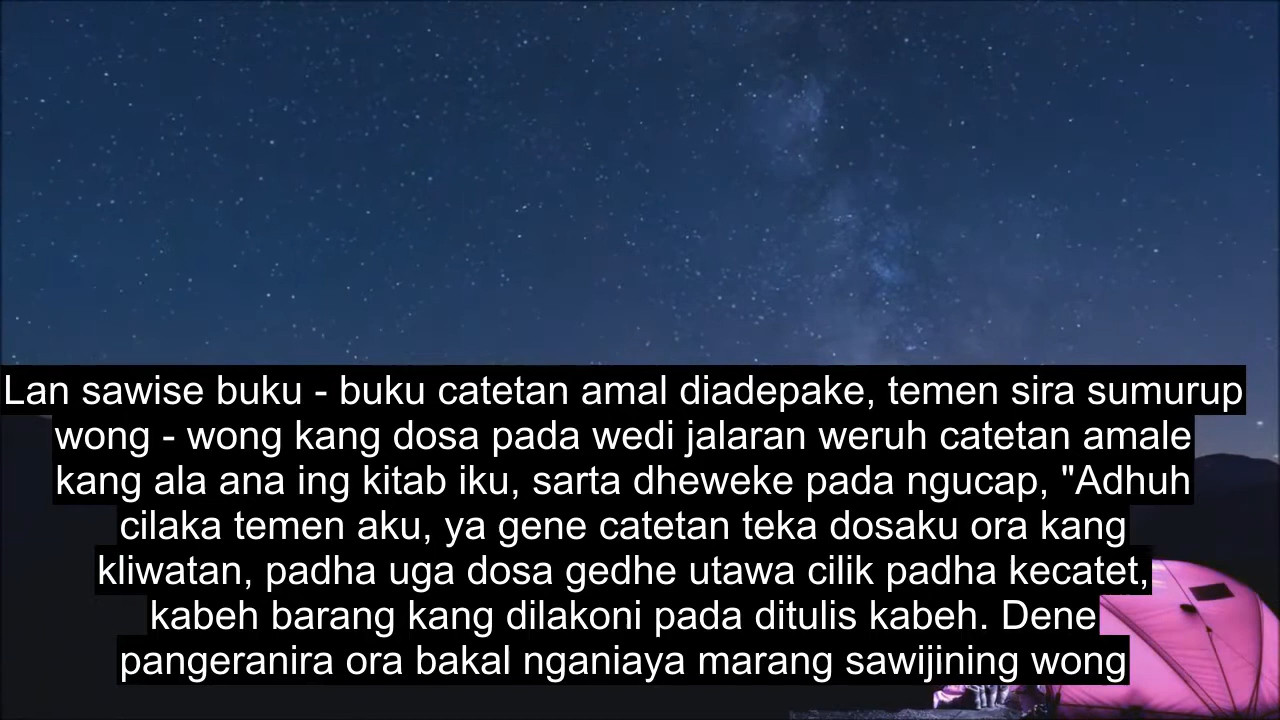 Lan sawise buku - buku catetan amal diadepake, temen sira sumurup
wong - wong kang dosa pada wedi jalaran weruh catetan amale
kang ala ana ing kitab iku, sarta dheweke pada ngucap, "Adhuh
cilaka temen aku, ya gene catetan teka dosaku ora kang
kliwatan, padha uga dosa gedhe utawa cilik padha kecatet,
kabeh barang kang dilakoni pada ditulis kabeh. Dene
pangeranira ora bakal nganiaya marang sawijining wong